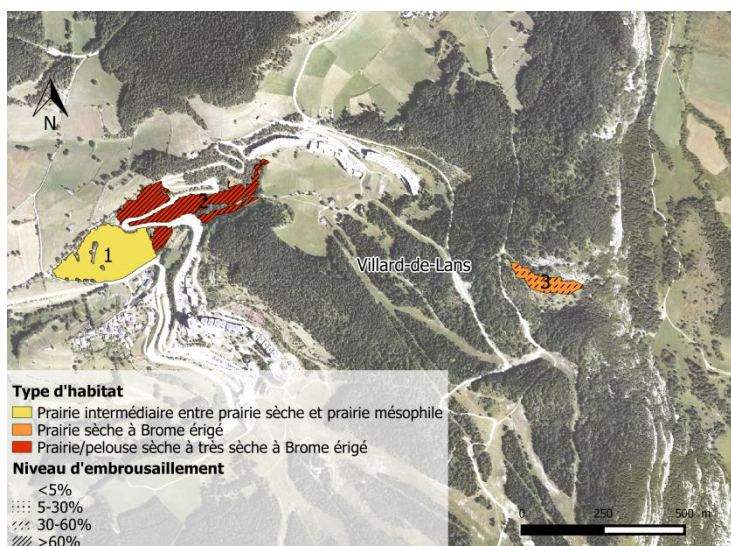 N
1
2
3
Villard-de-Lans
Type d'habitat
Prairie intermédiaire entre prairie sèche et prairie mésophile
Prairie sèche à Brome érigé
Prairie/pelouse sèche à très sèche à Brome érigé
Niveau d'embrousaillement
<5%
5-30%
30-60%
>60%
0 250 500 m